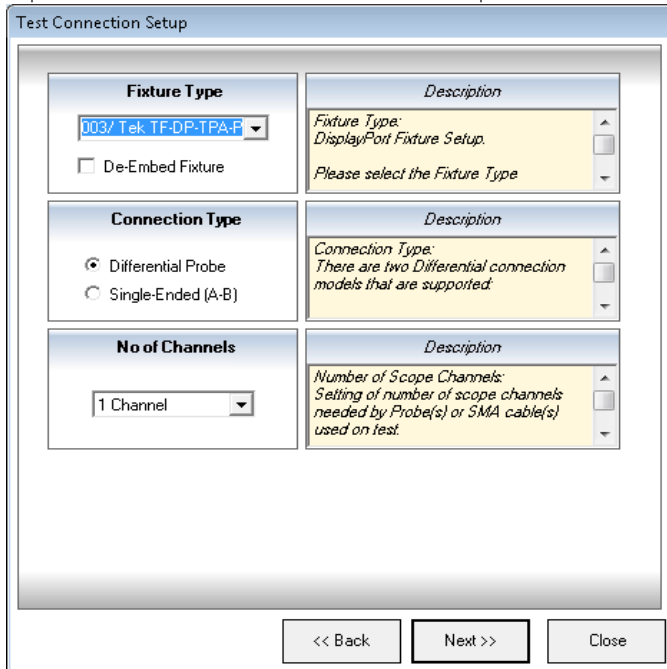 Test Connection Setup
Fixture Type
003/ Tek TF-DP-TPA-P
De-Embed Fixture
Description
Fixture Type:
DisplayPort Fixture Setup.
Please select the Fixture Type
Connection Type
Differential Probe
Single-Ended (A-B)
Description
Connection Type:
There are two Differential connection
models that are supported:
No of Channels
1 Channel
Description
Number of Scope Channels:
Setting of number of scope channels
needed by Probe(s) or SMA cable(s)
used on test.
<< Back
Next >>
Close